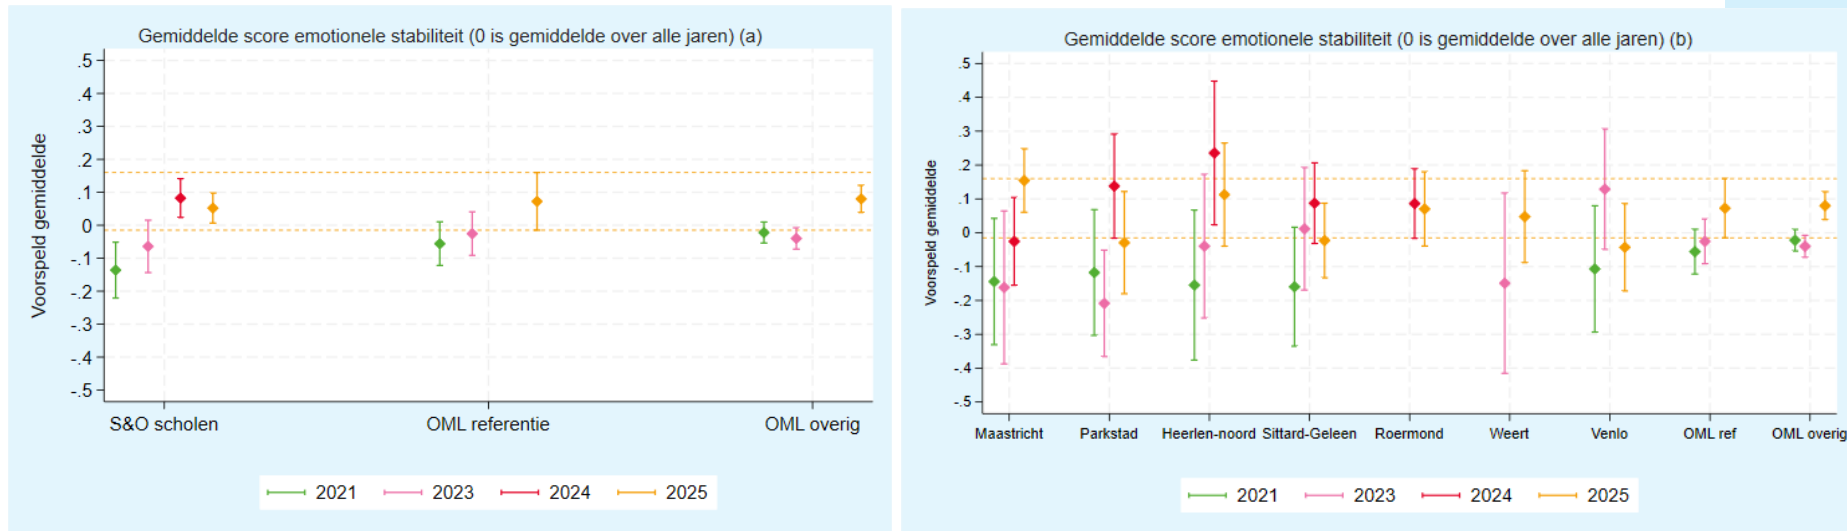 Gemiddelde score emotionele stabiliteit (0 is gemiddelde over alle jaren) (a)
Voorspeld gemiddelde
.5
.4
.3
.2
.1
0
-.1
-.2
-.3
-.4
-.5
S&O scholen OML referentie OML overig
2021 2023 2024 2025
Gemiddelde score emotionele stabiliteit (0 is gemiddelde over alle jaren) (b)
Voorspeld gemiddelde
.5
.4
.3
.2
.1
0
-.1
-.2
-.3
-.4
-.5
Maastricht Parkstad Heerlen-noord Sittard-Geleen Roermond Weert Venlo OML ref OML overig
2021 2023 2024 2025